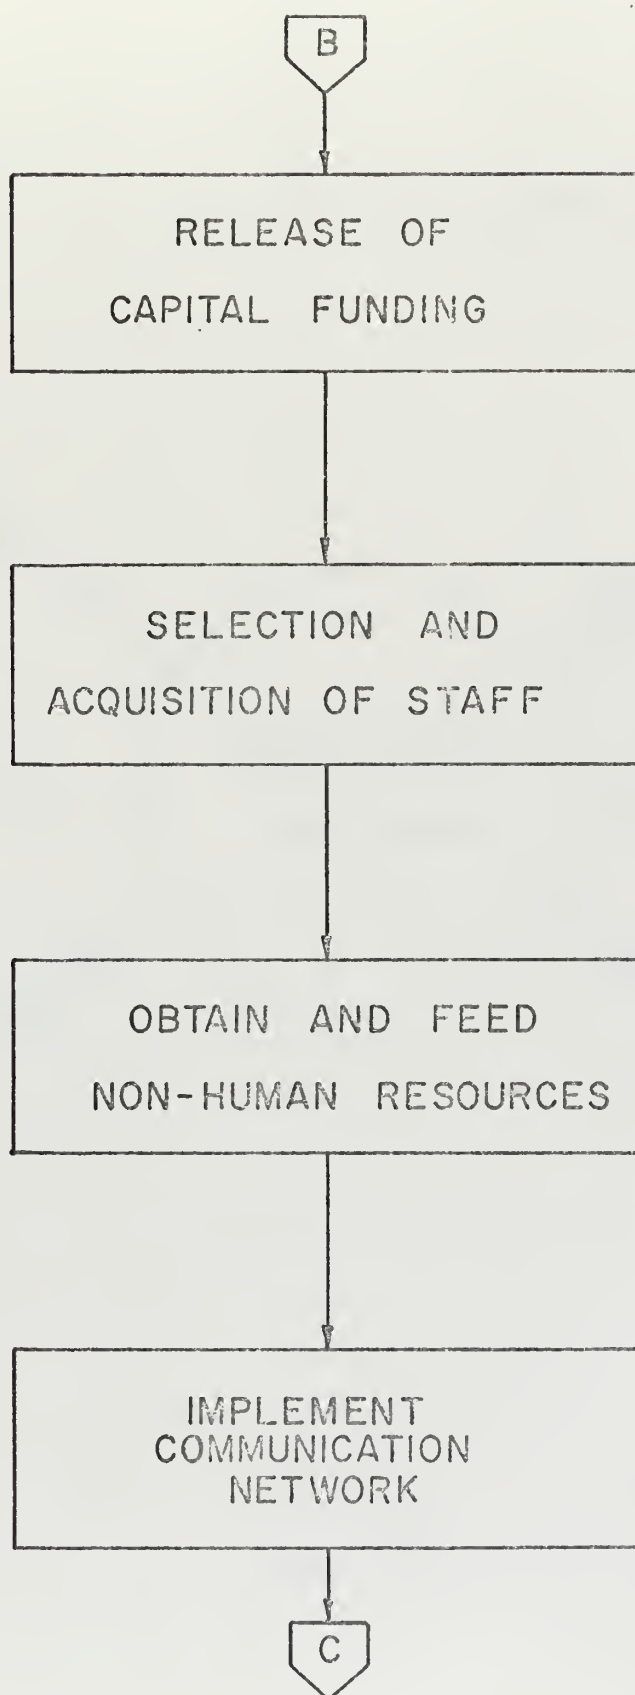 B
RELEASE OF
CAPITAL FUNDING
SELECTION AND
ACQUISITION OF STAFF
OBTAIN AND FEED
NON-HUMAN RESOURCES
IMPLEMENT
COMMUNICATION
NETWORK
C